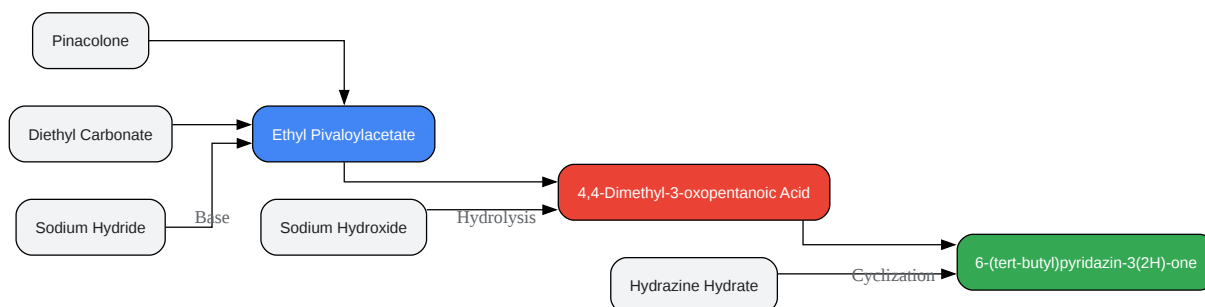 Pinacolone
Diethyl Carbonate
Ethyl Pivaloylacetate
4,4-Dimethyl-3-oxopentanoic Acid
Sodium Hydride
Base
Sodium Hydroxide
Hydrolysis
6-(tert-butyl)pyridazin-3(2H)-one
Hydrazine Hydrate
Cyclization